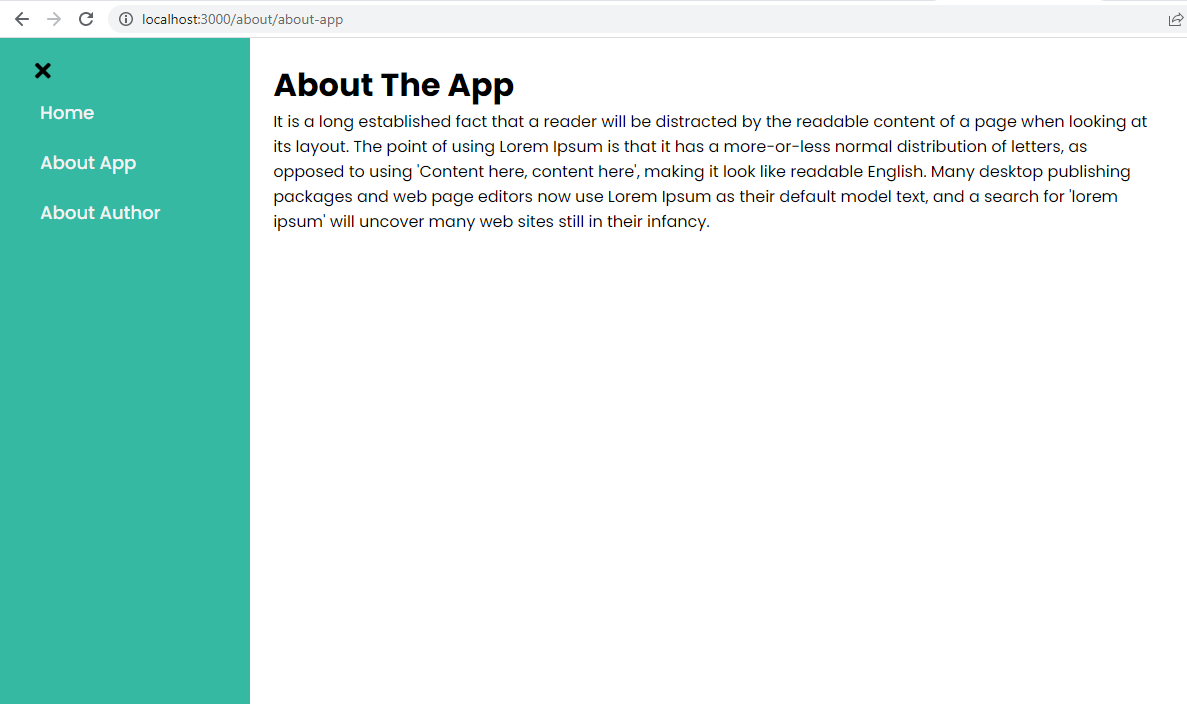 localhost:3000/about/about-app
Home
About App
About Author
About The App
It is a long established fact that a reader will be distracted by the readable content of a page when looking at
its layout. The point of using Lorem Ipsum is that it has a more-or-less normal distribution of letters, as
opposed to using 'Content here, content here', making it look like readable English. Many desktop publishing
packages and web page editors now use Lorem Ipsum as their default model text, and a search for 'lorem
ipsum' will uncover many web sites still in their infancy.